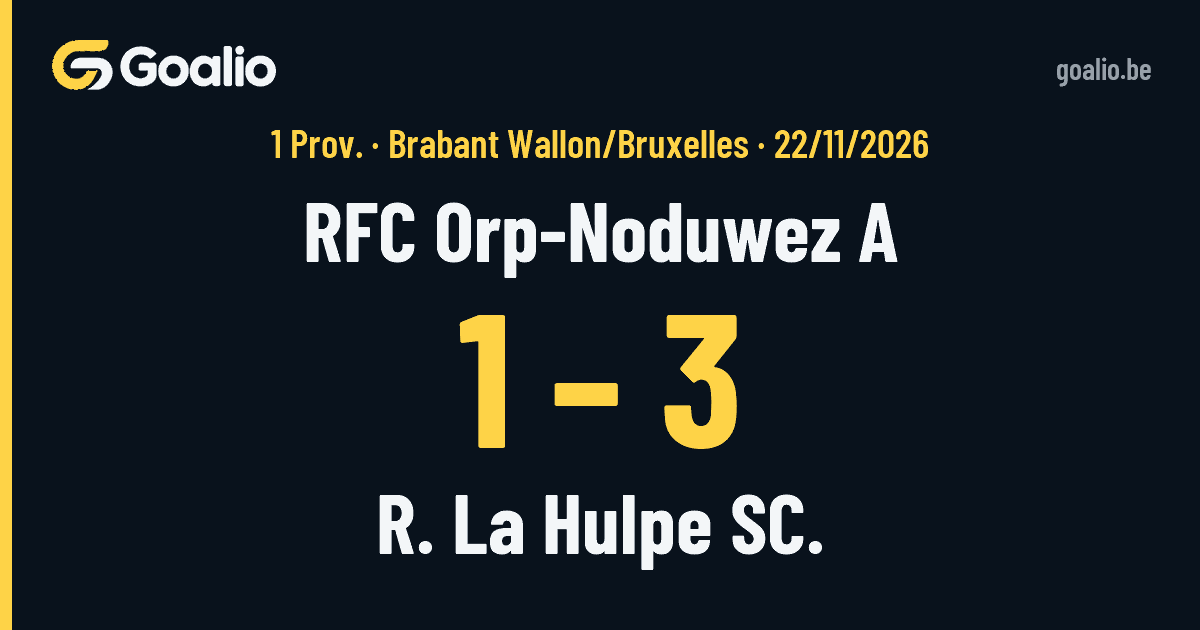 Goalio
goalio.be
1 Prov. · Brabant Wallon/Bruxelles · 22/11/2026
RFC Orp-Noduwez A
1 – 3
R. La Hulpe SC.